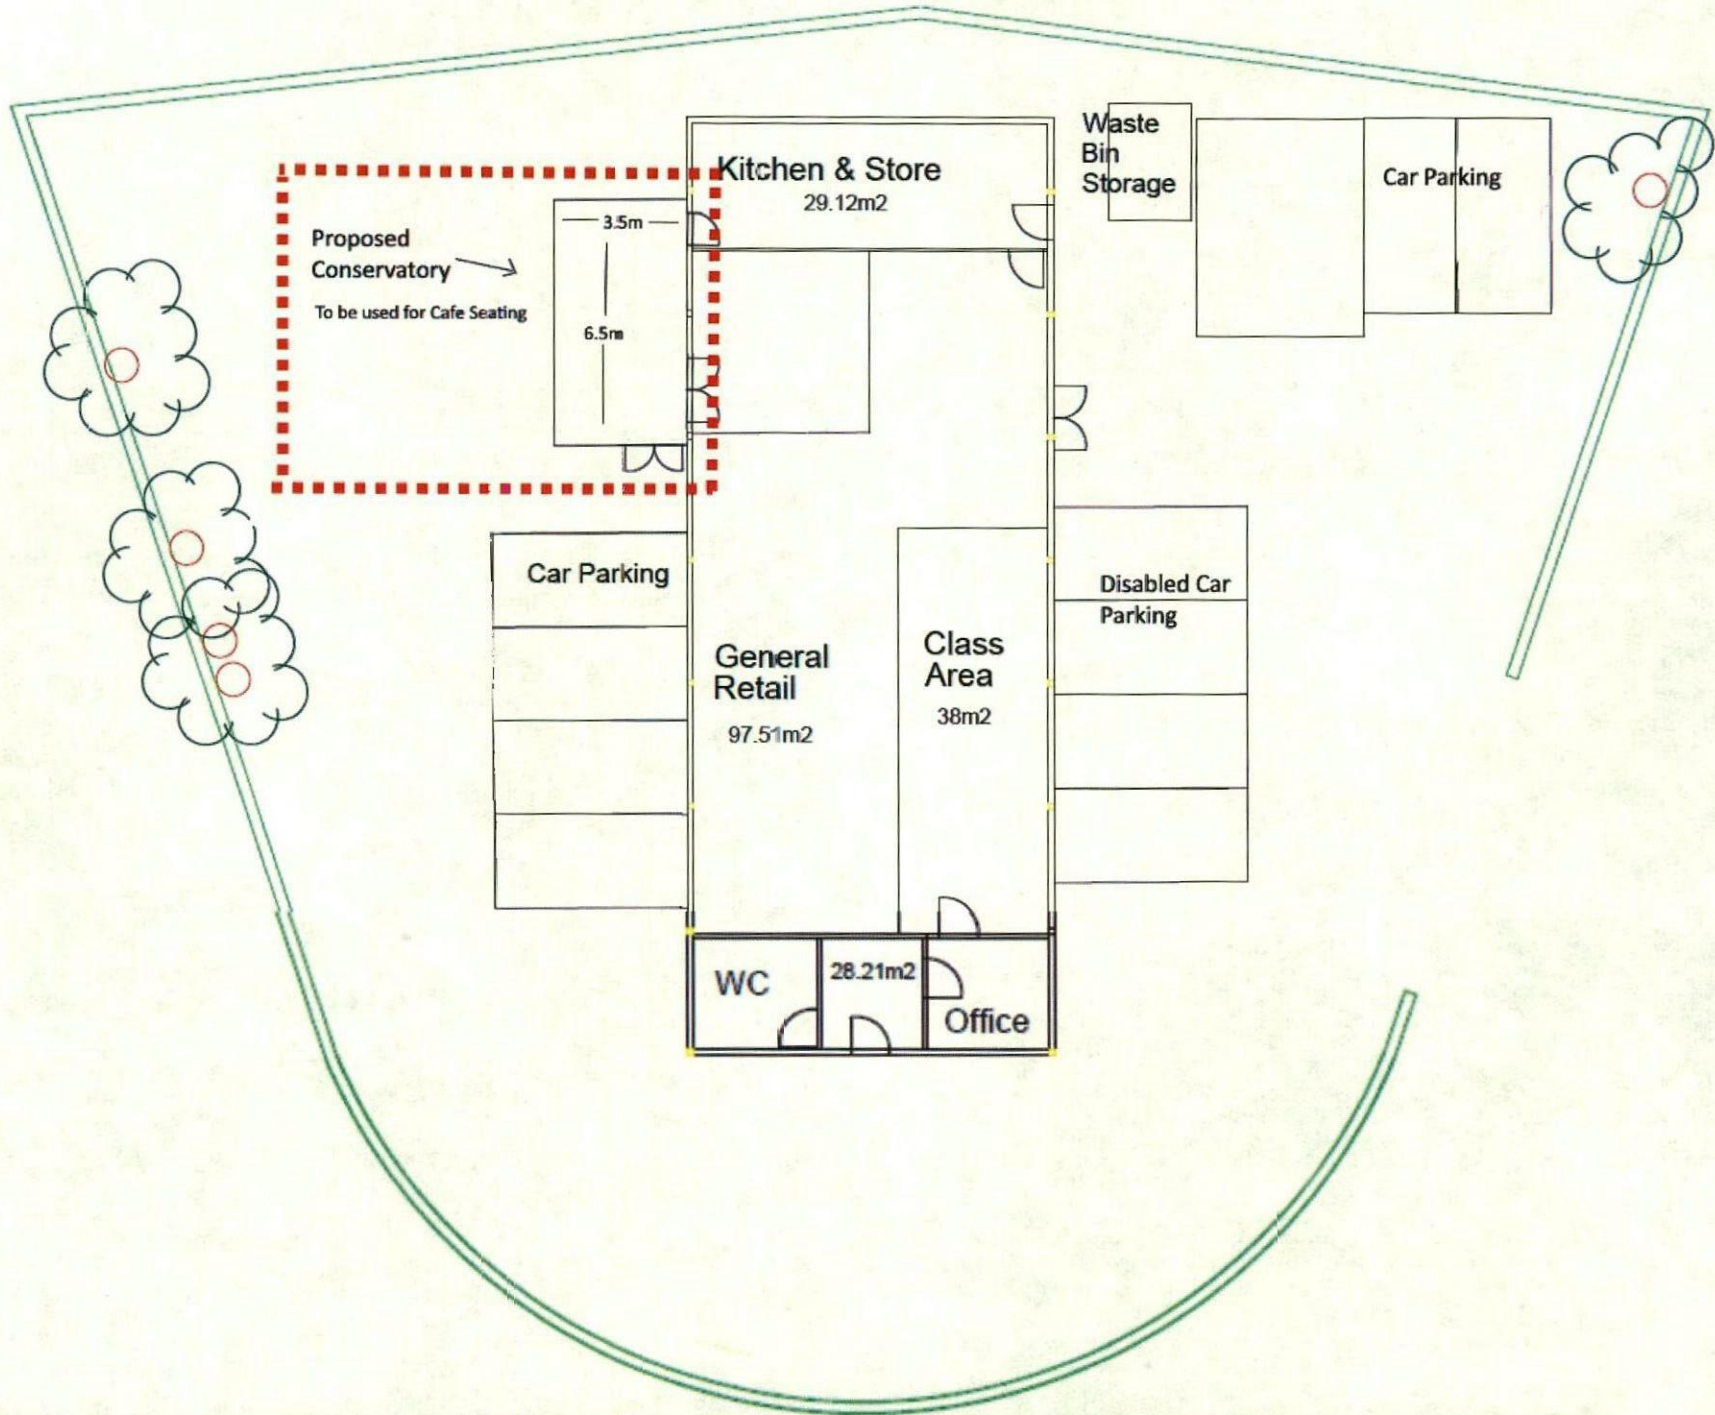 Kitchen & Store
29.12m2
Waste
Bin
Storage
Car Parking
Proposed
Conservatory
To be used for Cafe Seating
3.5m
6.5m
Car Parking
General
Retail
97.51m2
Class
Area
38m2
Disabled Car
Parking
WC
28.21m2
Office